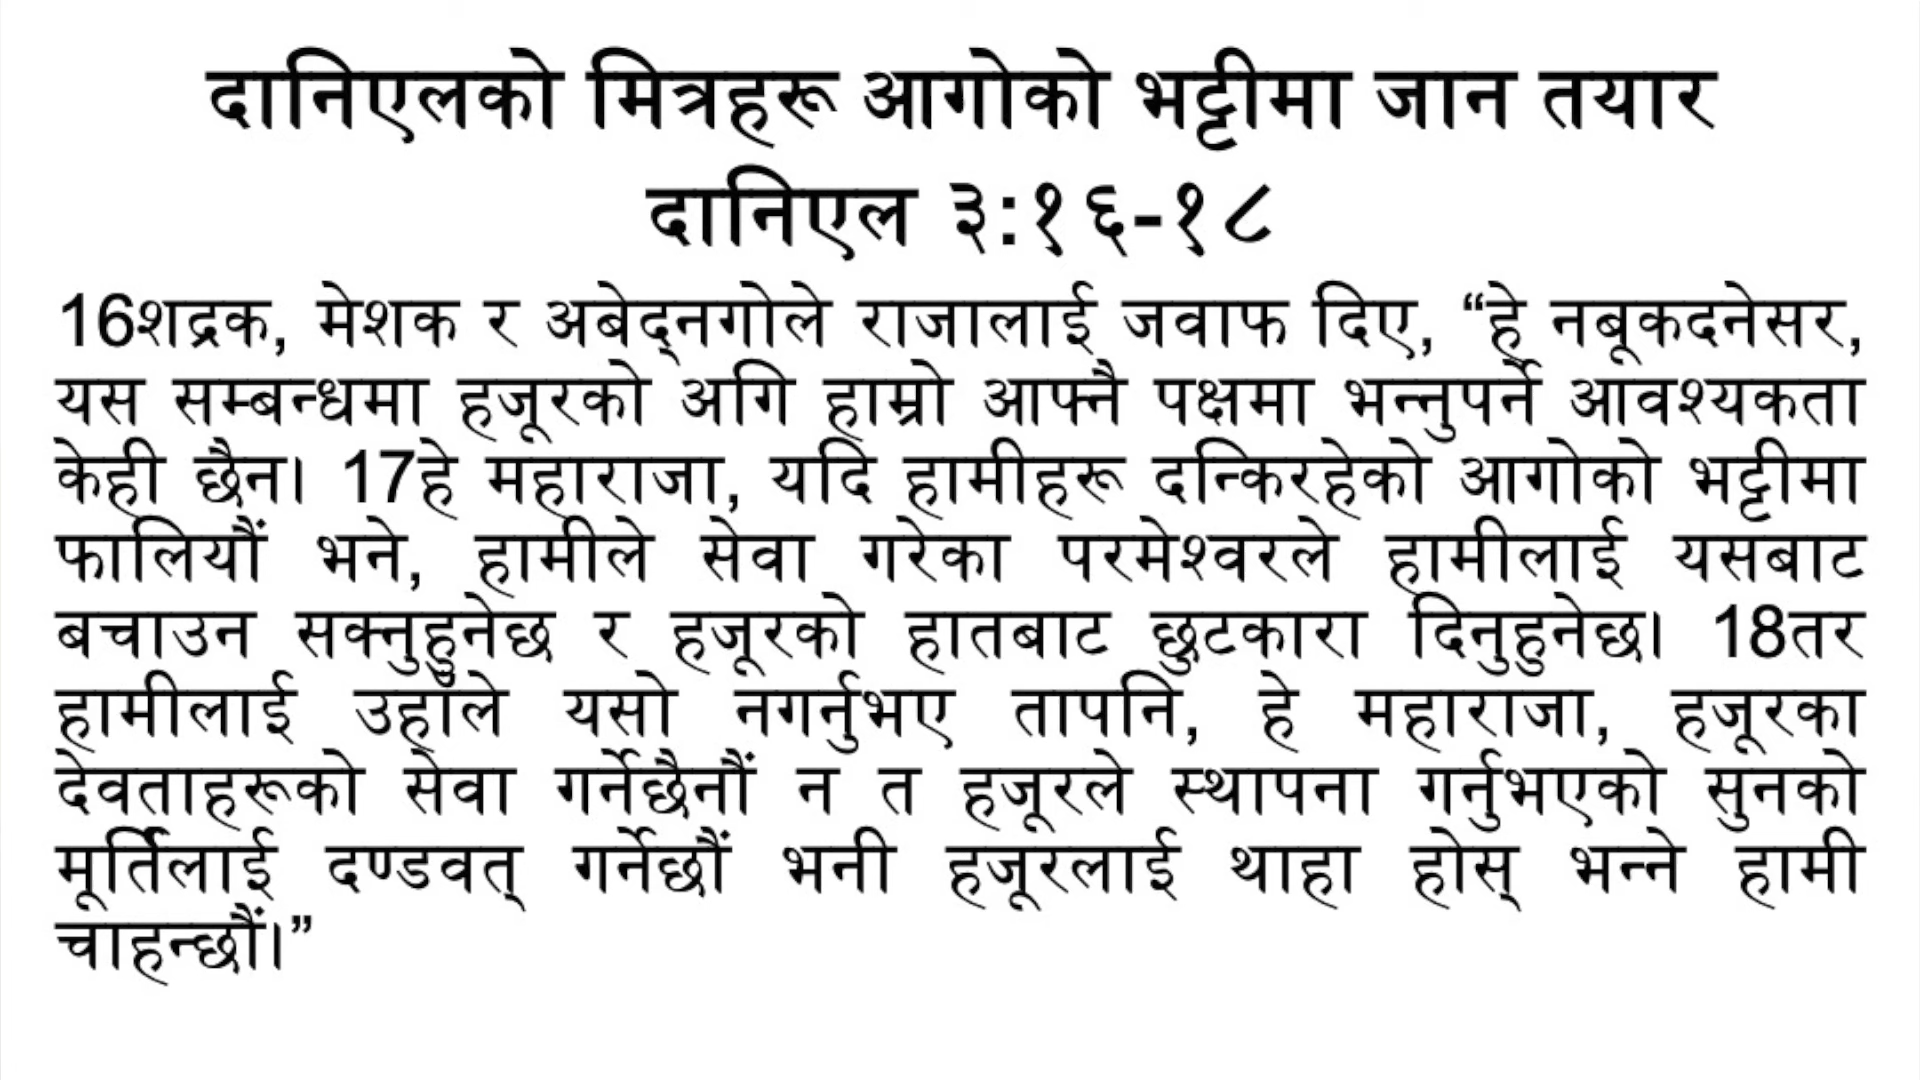 दानिएलको मित्रहरू आगोको भट्टीमा जान तयार
दानिएल ३:१६-१८
16शद्रक, मेशक र अबेद्नगोले राजालाई जवाफ दिए, “हे नबूकदनेसर,
यस सम्बन्धमा हजूरको अगि हाम्रो आफ्नै पक्षमा भन्नुपर्ने आवश्यकता
केही छैन। 17हे महाराजा, यदि हामीहरू दन्किरहेको आगोको भट्टीमा
फालियौं भने, हामीले सेवा गरेका परमेश्वरले हामीलाई यसबाट
बचाउन सक्नुहुनेछ र हजूरको हातबाट छुटकारा दिनुहुनेछ। 18तर
हामीलाई उहाँले यसो नगर्नुभए तापनि, हे महाराजा, हजूरका
देवताहरूको सेवा गर्नेछैनौं न त हजूरले स्थापना गर्नुभएको सुनको
मूर्तिलाई दण्डवत् गर्नेछौं भनी हजूरलाई थाहा होस् भन्ने हामी
चाहन्छौं।”